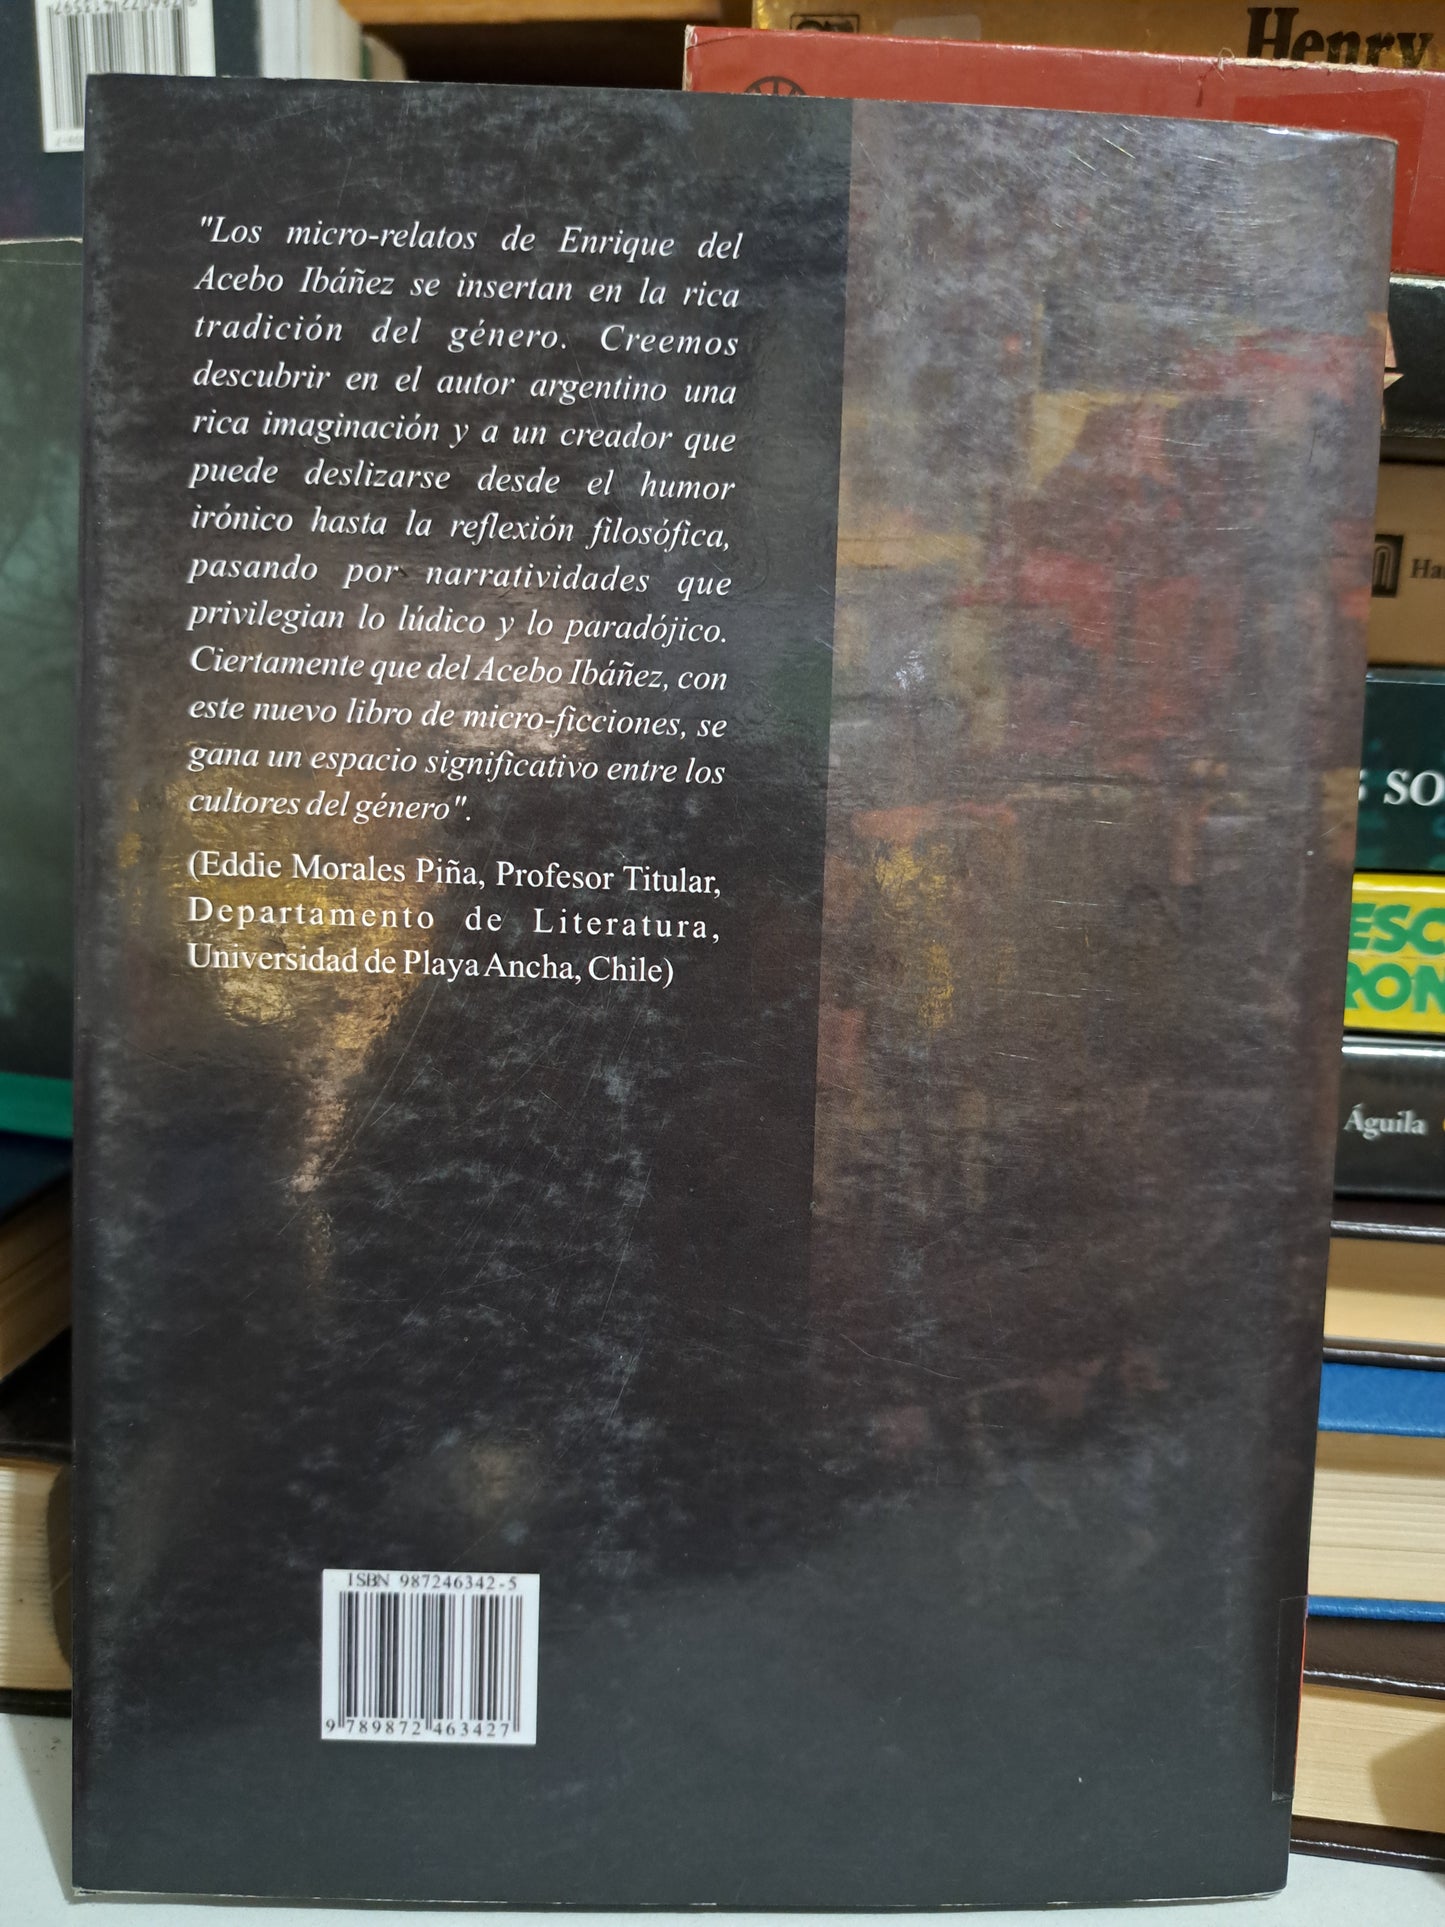 Henry
"Los micro-relatos de Enrique del
Acebo Ibáñez se insertan en la rica
tradición del género. Creemos
descubrir en el autor argentino una
rica imaginación y a un creador que
puede deslizarse desde el humor
irónico hasta la reflexión filosófica,
pasando por narratividades que
privilegian lo lúdico y lo paradójico.
Ciertamente que del Acebo Ibáñez, con
este nuevo libro de micro-ficciones, se
gana un espacio significativo entre los
cultores del género".
(Eddie Morales Piña, Profesor Titular,
Departamento de Literatura,
Universidad de Playa Ancha, Chile)
SO
ESC
RON
Águila
ISBN 987246342-5
9 789872 463427